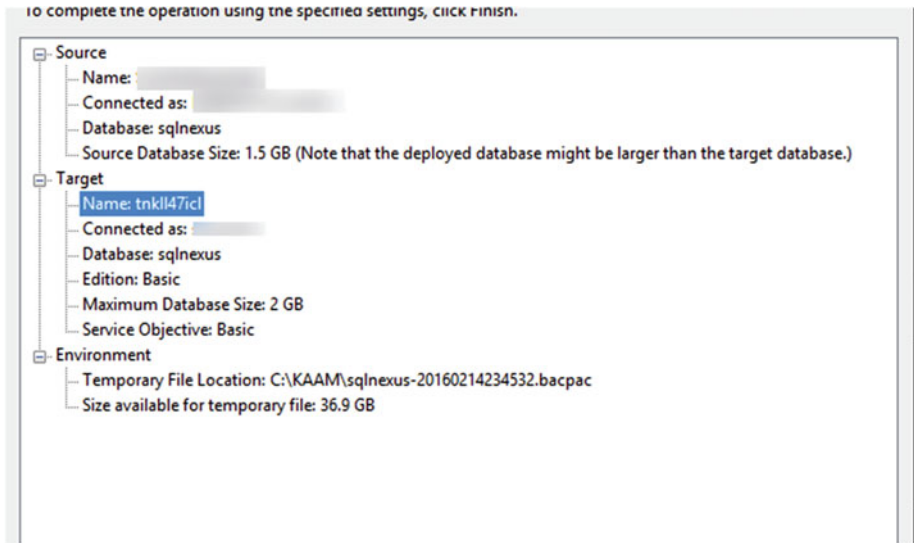 To complete the operation using the specified settings, click Finish.
Source
Name:
Connected as:
Database: sqlnexus
Source Database Size: 1.5 GB (Note that the deployed database might be larger than the target database.)
Target
Name: tnkll47icl
Connected as:
Database: sqlnexus
Edition: Basic
Maximum Database Size: 2 GB
Service Objective: Basic
Environment
Temporary File Location: C:\KAAM\sqlnexus-20160214234532.bacpac
Size available for temporary file: 36.9 GB